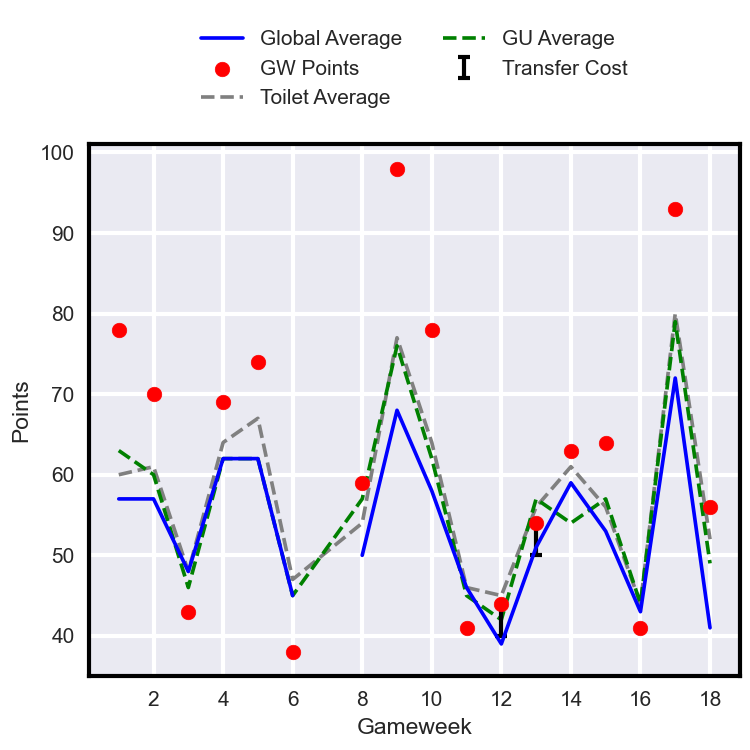 Global Average
GW Points
Toilet Average
GU Average
Transfer Cost
100
90
80
70
60
50
40
Points
2 4 6 8 10 12 14 16 18
Gameweek